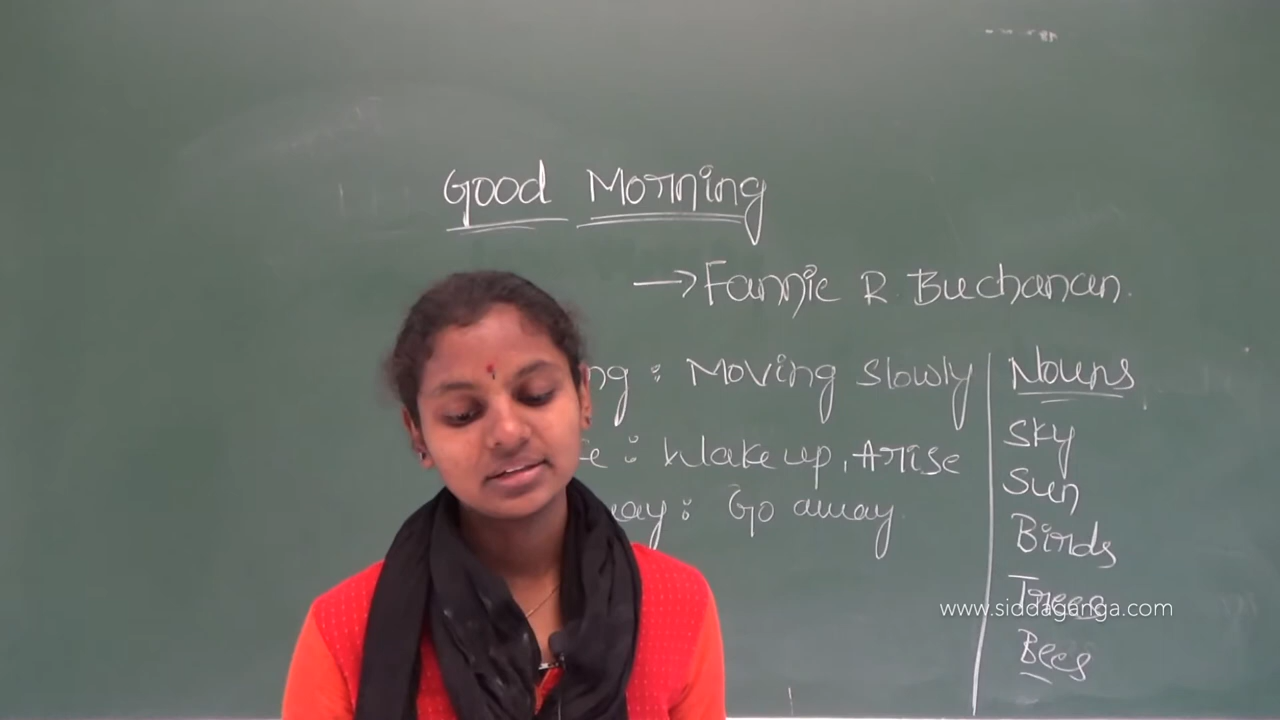 Good Morning
→ Fannie R. Buchanan.
ng : Moving slowly
e : Wake up, Arise
ay : Go away
Nouns
Sky
Sun
Birds
Trees
Bees
www.siddaganga.com